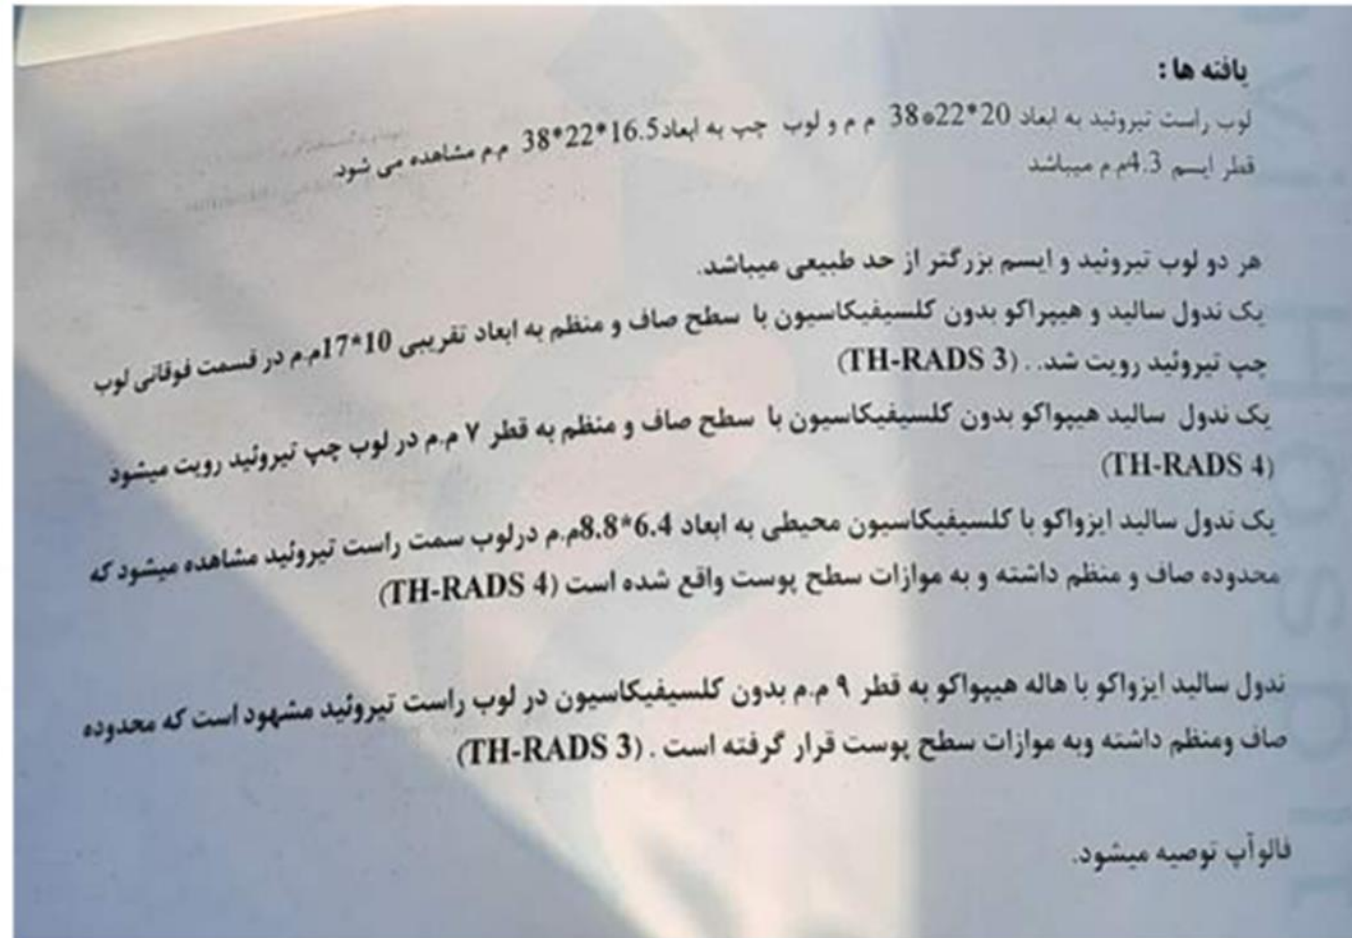 یافته ها :
لوب راست تیروئید به ابعاد 20*22*38 م م و لوب چپ به ابعاد16.5*22*38 م.م مشاهده می شود.
قطر ایسم 4.3م.م میباشد
هر دو لوب تیروئید و ایسم بزرگتر از حد طبیعی میباشد.
یک ندول سالید و هیپراکو بدون کلسیفیکاسیون با سطح صاف و منظم به ابعاد تقریبی 10*17م.م در قسمت فوقانی لوب
چپ تیروئید رویت شد. . (TH-RADS 3)
یک ندول سالید هیپواکو بدون کلسیفیکاسیون با سطح صاف و منظم به قطر ۷ م.م در لوب چپ تیروئید رویت میشود
(TH-RADS 4)
یک ندول سالید ایزواکو با کلسیفیکاسیون محیطی به ابعاد 6.4*8.8م.م درلوب سمت راست تیروئید مشاهده میشود که
محدوده صاف و منظم داشته و به موازات سطح پوست واقع شده است (TH-RADS 4)
ندول سالید ایزواکو با هاله هیپواکو به قطر ۹ م.م بدون کلسیفیکاسیون در لوب راست تیروئید مشهود است که محدوده
صاف ومنظم داشته وبه موازات سطح پوست قرار گرفته است . (TH-RADS 3)
فالوآپ توصیه میشود.